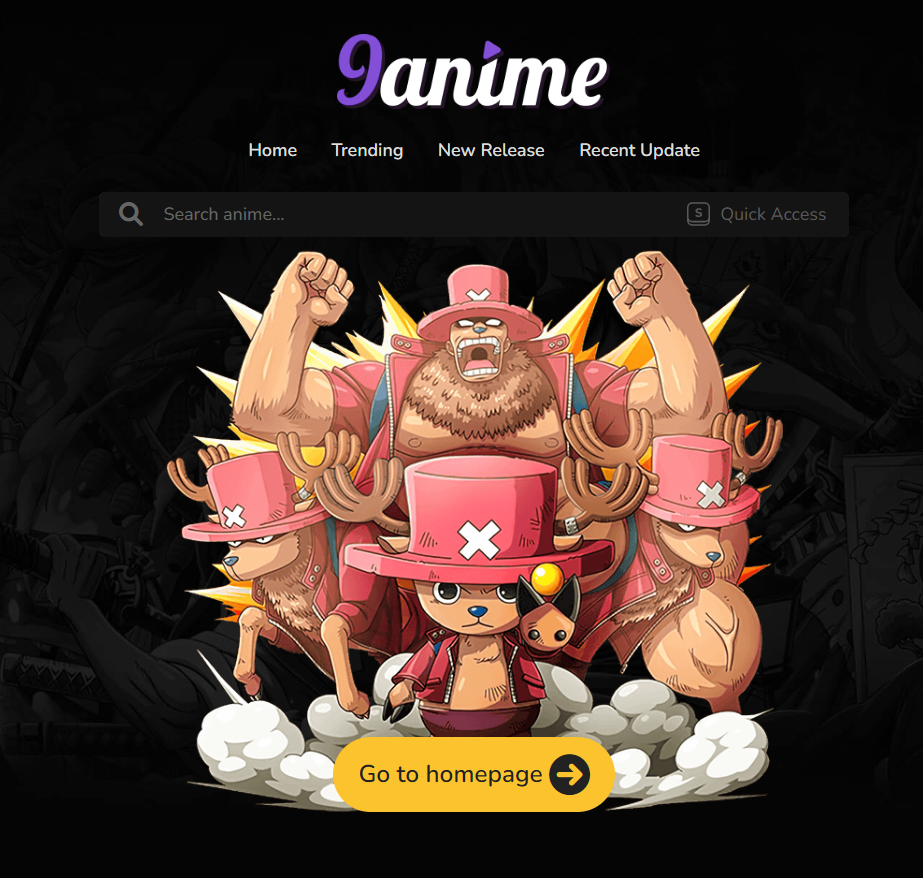 9anime
Home Trending New Release Recent Update
Search anime... S Quick Access
Go to homepage